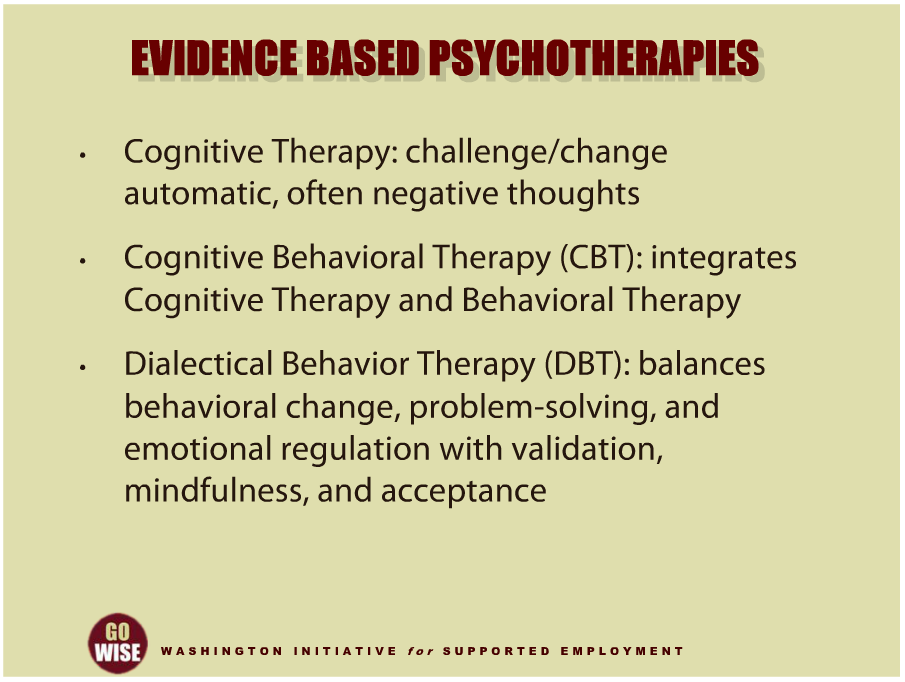 EVIDENCE BASED PSYCHOTHERAPIES
• Cognitive Therapy: challenge/change
automatic, often negative thoughts
• Cognitive Behavioral Therapy (CBT): integrates
Cognitive Therapy and Behavioral Therapy
• Dialectical Behavior Therapy (DBT): balances
behavioral change, problem-solving, and
emotional regulation with validation,
mindfulness, and acceptance
GO
WISE
WASHINGTON INITIATIVE for SUPPORTED EMPLOYMENT